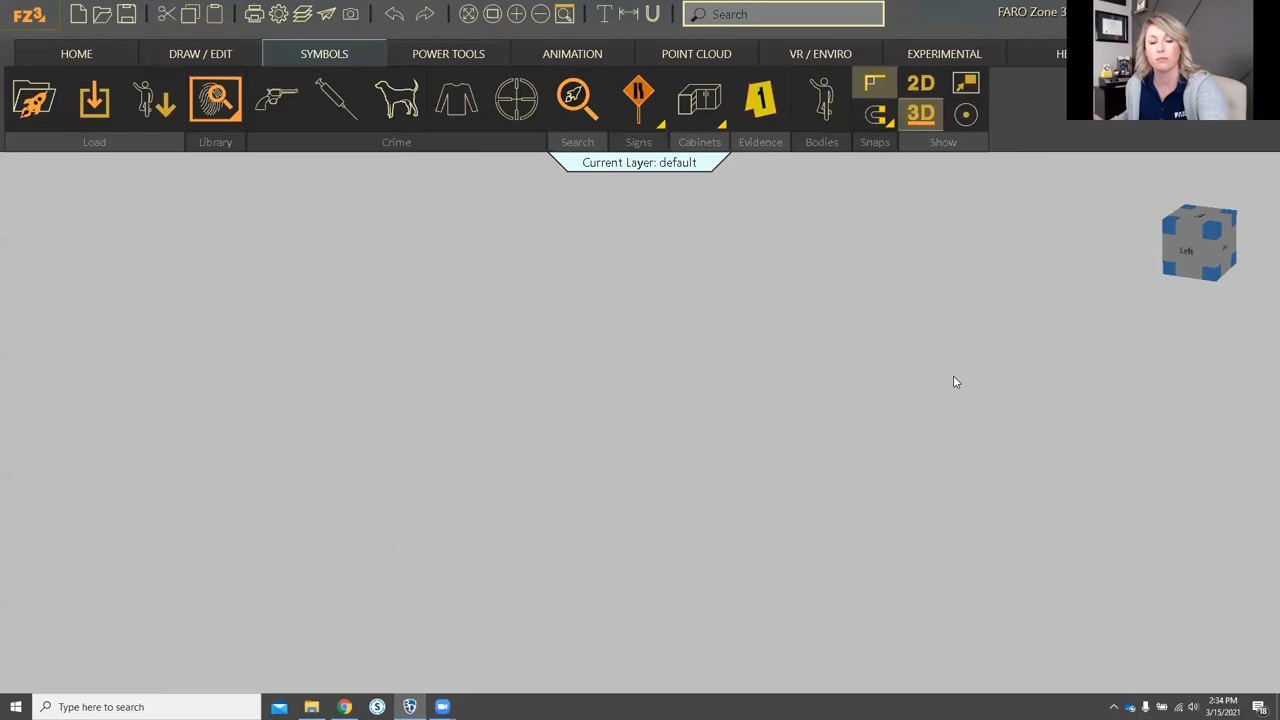 FZ3
Search
FARO Zone 3
HOME
DRAW / EDIT
SYMBOLS
POWER TOOLS
ANIMATION
POINT CLOUD
VR / ENVIRO
EXPERIMENTAL
HE
1
2D
3D
Load
Library
Crime
Search
Signs
Cabinets
Evidence
Bodies
Snaps
Show
Current Layer: default
Left
Type here to search
2:34 PM
3/15/2021
18